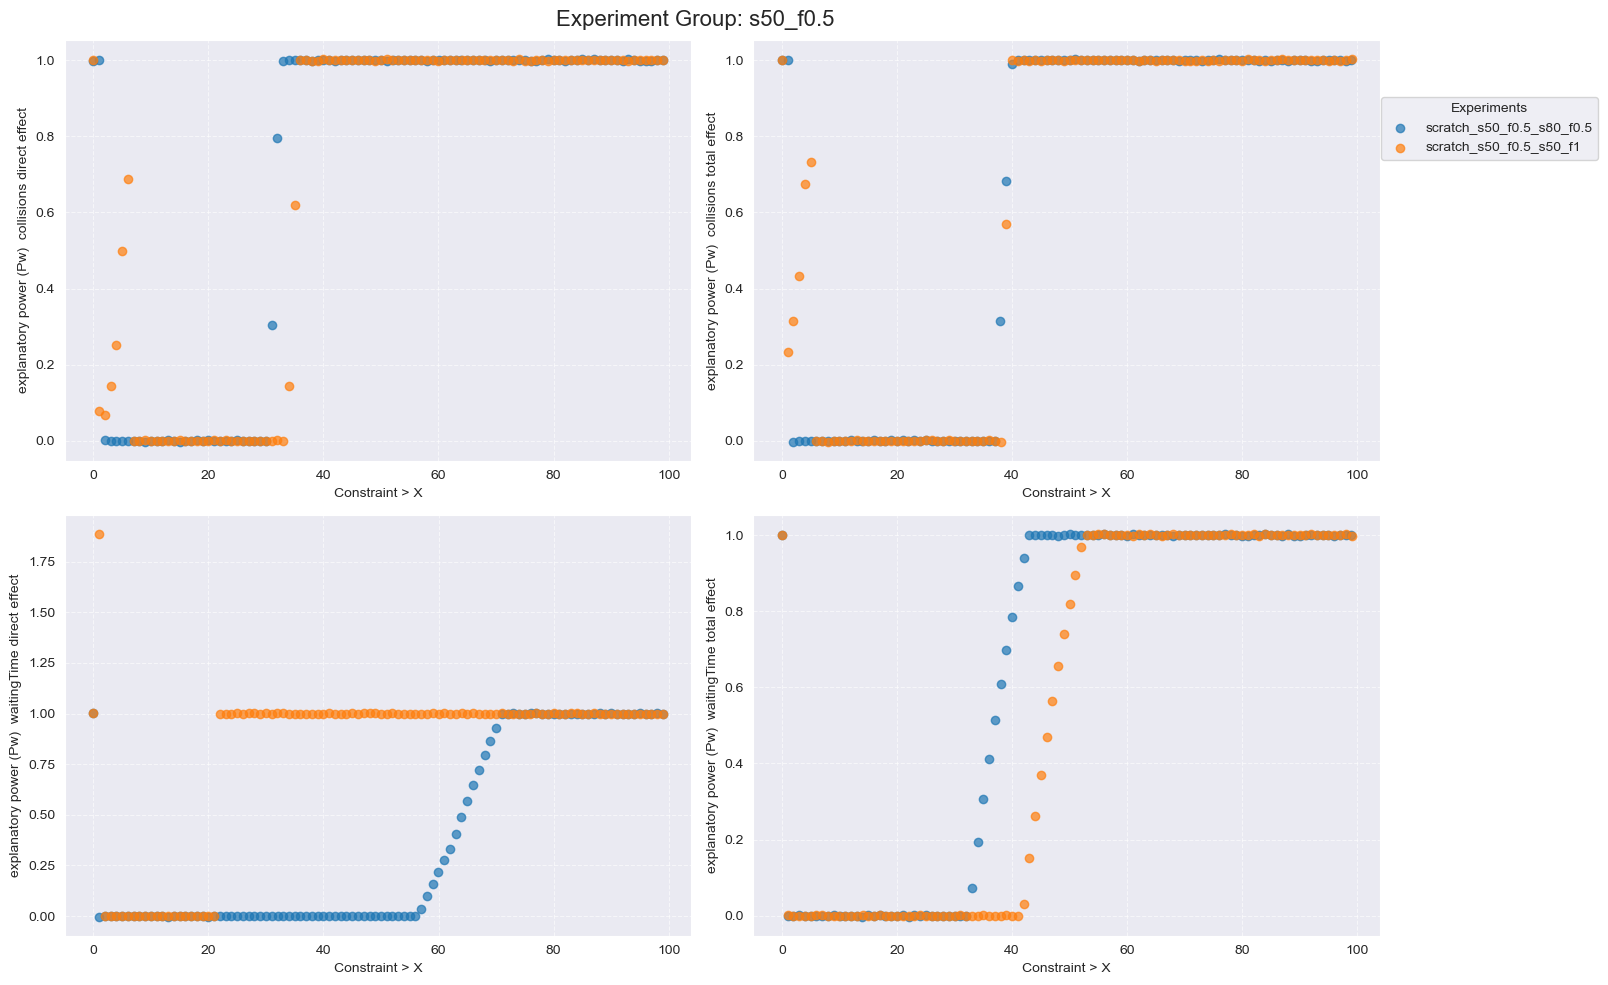 Experiment Group: s50_f0.5
explanatory power (Pw)  collisions direct effect
1.0
0.8
0.6
0.4
0.2
0.0
0 20 40 60 80 100
Constraint > X
explanatory power (Pw)  collisions total effect
1.0
0.8
0.6
0.4
0.2
0.0
0 20 40 60 80 100
Constraint > X
Experiments
scratch_s50_f0.5_s80_f0.5
scratch_s50_f0.5_s50_f1
explanatory power (Pw)  waitingTime direct effect
1.75
1.50
1.25
1.00
0.75
0.50
0.25
0.00
0 20 40 60 80 100
Constraint > X
explanatory power (Pw)  waitingTime total effect
1.0
0.8
0.6
0.4
0.2
0.0
0 20 40 60 80 100
Constraint > X